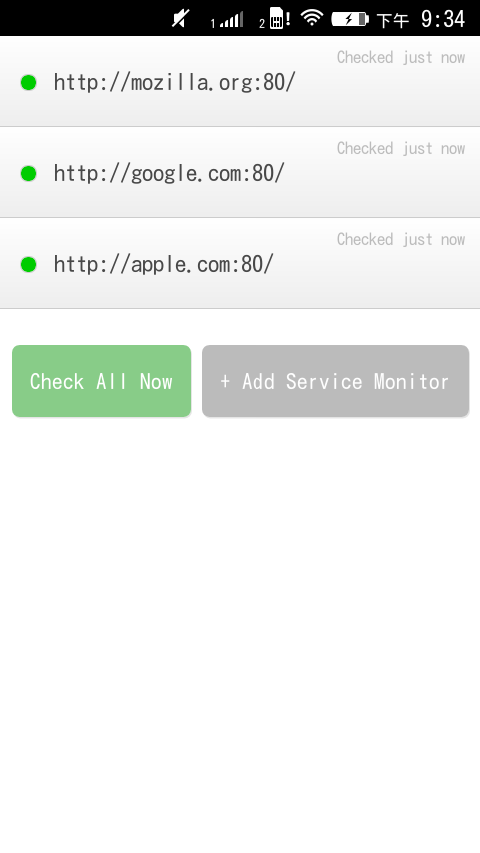 1 2 ! 下午 9:34
Checked just now
http://mozilla.org:80/
Checked just now
http://google.com:80/
Checked just now
http://apple.com:80/
Check All Now
+ Add Service Monitor